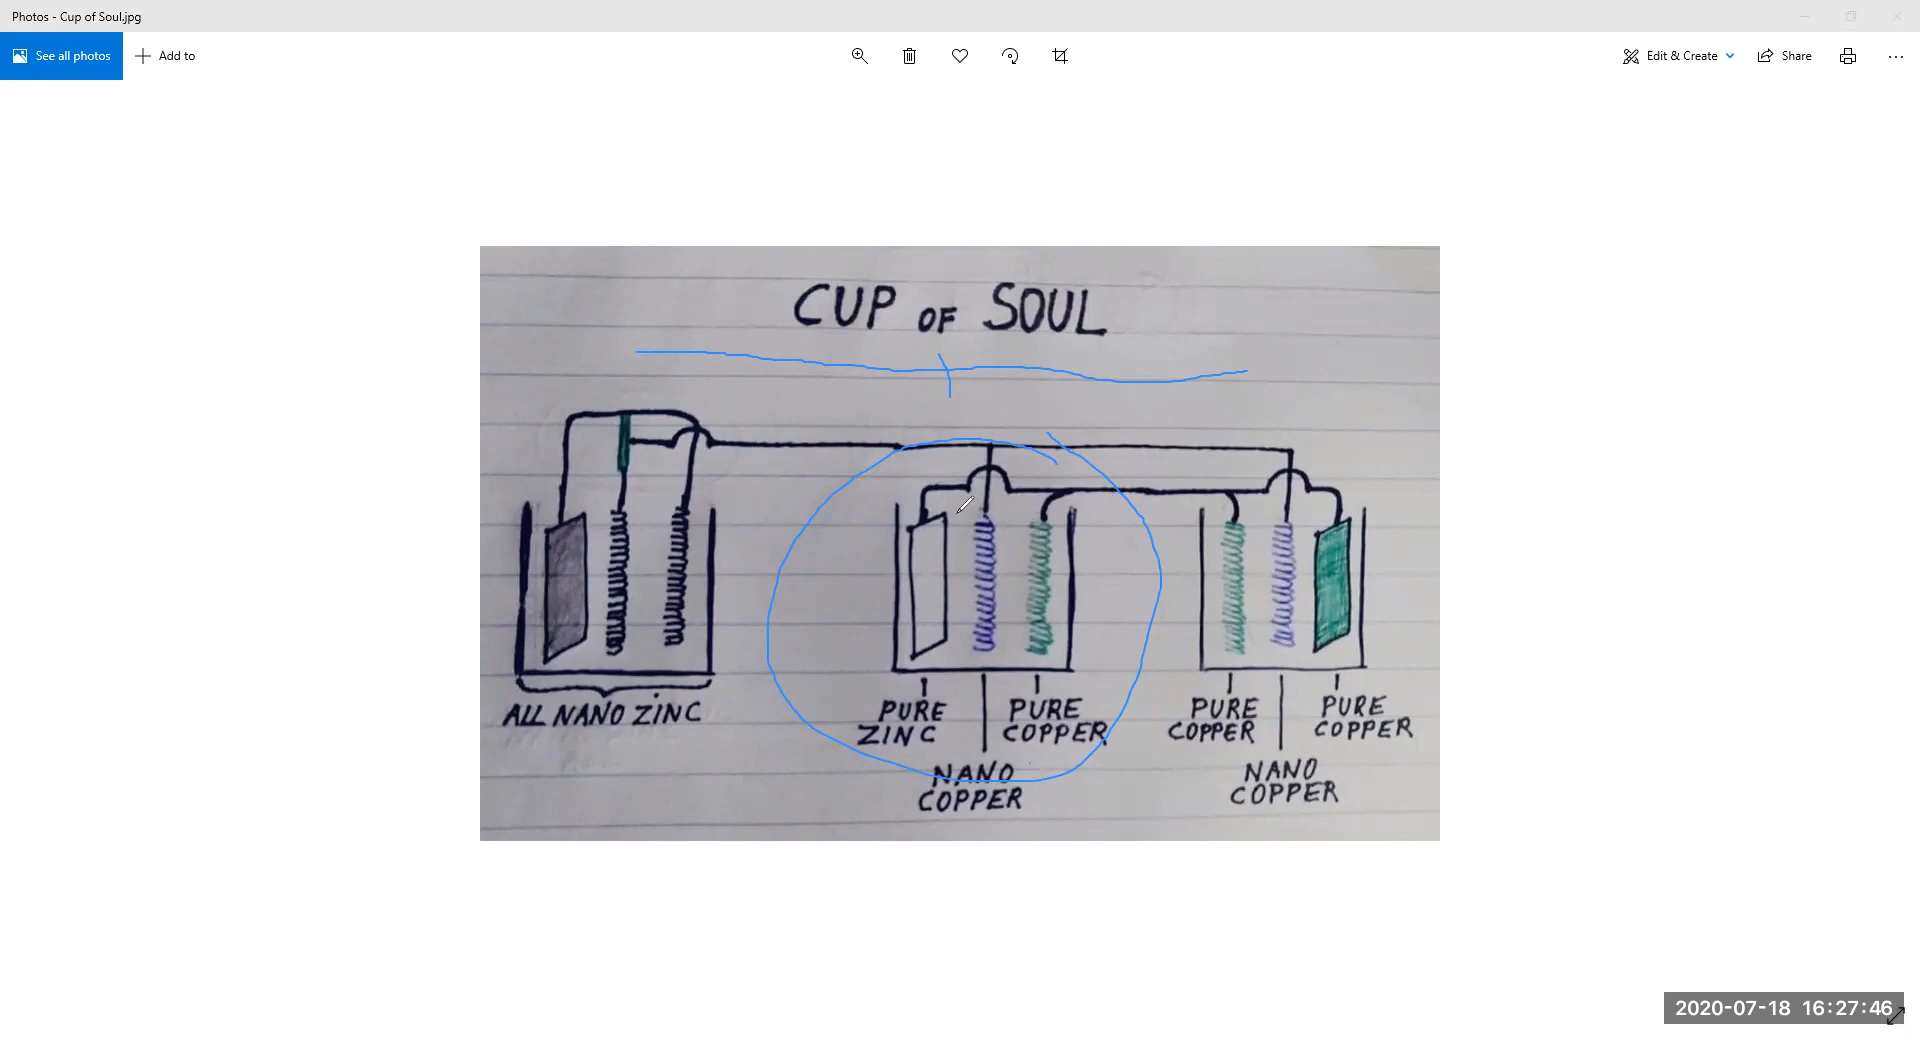 Photos - Cup of Soul.jpg
See all photos
Add to
Edit & Create
Share
CUP OF SOUL
ALL NANO ZINC
PURE
ZINC
PURE
COPPER
NANO
COPPER
PURE
COPPER
PURE
COPPER
NANO
COPPER
2020-07-18 16:27:46